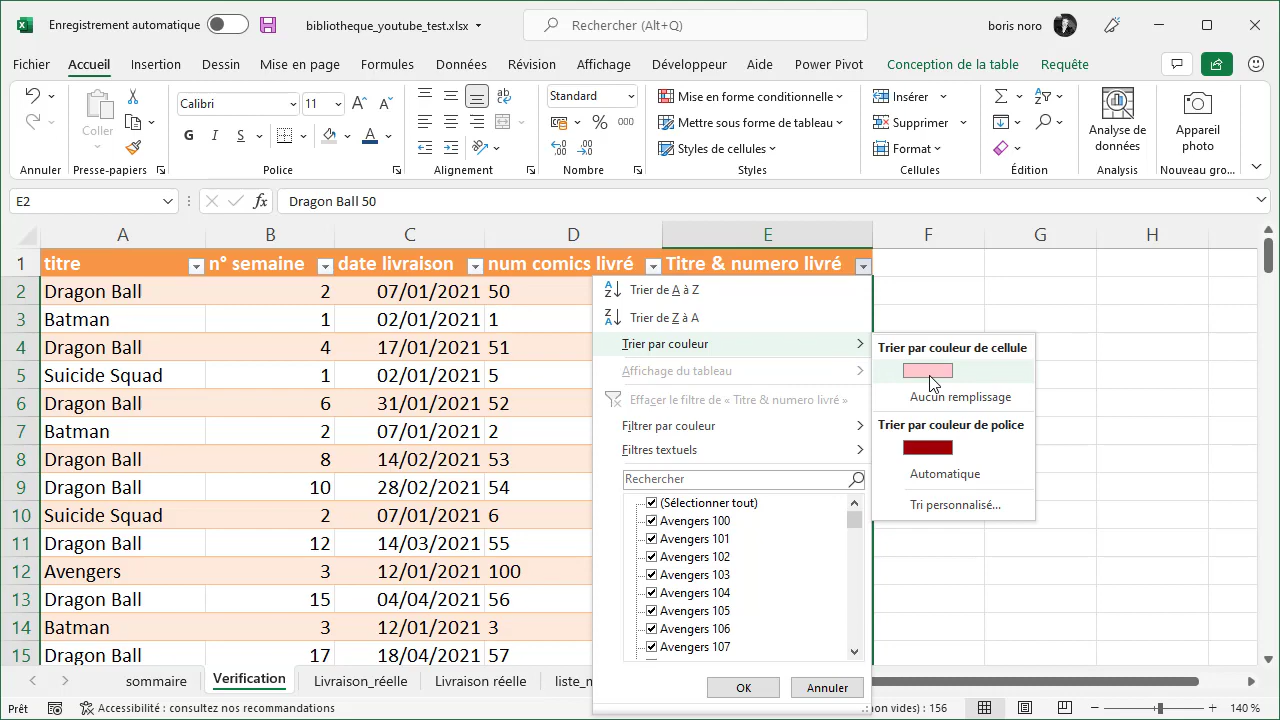 Enregistrement automatique
bibliotheque_youtube_test.xlsx
Rechercher (Alt+Q)
boris noro
Fichier Accueil Insertion Dessin Mise en page Formules Données Révision Affichage Développeur Aide Power Pivot Conception de la table Requête
Coller
Calibri 11
G I S
Standard
% 000
Mise en forme conditionnelle
Mettre sous forme de tableau
Styles de cellules
Insérer
Supprimer
Format
Analyse de données
Appareil photo
Annuler Presse-papiers Police Alignement Nombre Styles Cellules Édition Analysis Nouveau gro...
E2 fx Dragon Ball 50
A B C D E F G H
1 titre n° semaine date livraison num comics livré Titre & numero livré
2 Dragon Ball 2 07/01/2021 50
3 Batman 1 02/01/2021 1
4 Dragon Ball 4 17/01/2021 51
5 Suicide Squad 1 02/01/2021 5
6 Dragon Ball 6 31/01/2021 52
7 Batman 2 07/01/2021 2
8 Dragon Ball 8 14/02/2021 53
9 Dragon Ball 10 28/02/2021 54
10 Suicide Squad 2 07/01/2021 6
11 Dragon Ball 12 14/03/2021 55
12 Avengers 3 12/01/2021 100
13 Dragon Ball 15 04/04/2021 56
14 Batman 3 12/01/2021 3
15 Dragon Ball 17 18/04/2021 57
Trier de A à Z
Trier de Z à A
Trier par couleur
Affichage du tableau
Effacer le filtre de « Titre & numero livré »
Filtrer par couleur
Filtres textuels
Rechercher
(Sélectionner tout)
Avengers 100
Avengers 101
Avengers 102
Avengers 103
Avengers 104
Avengers 105
Avengers 106
Avengers 107
OK Annuler
Trier par couleur de cellule
Aucun remplissage
Trier par couleur de police
Automatique
Tri personnalisé...
sommaire Verification Livraison_réelle Livraison réelle liste_m
Prêt Accessibilité : consultez nos recommandations non vides) : 156 140 %